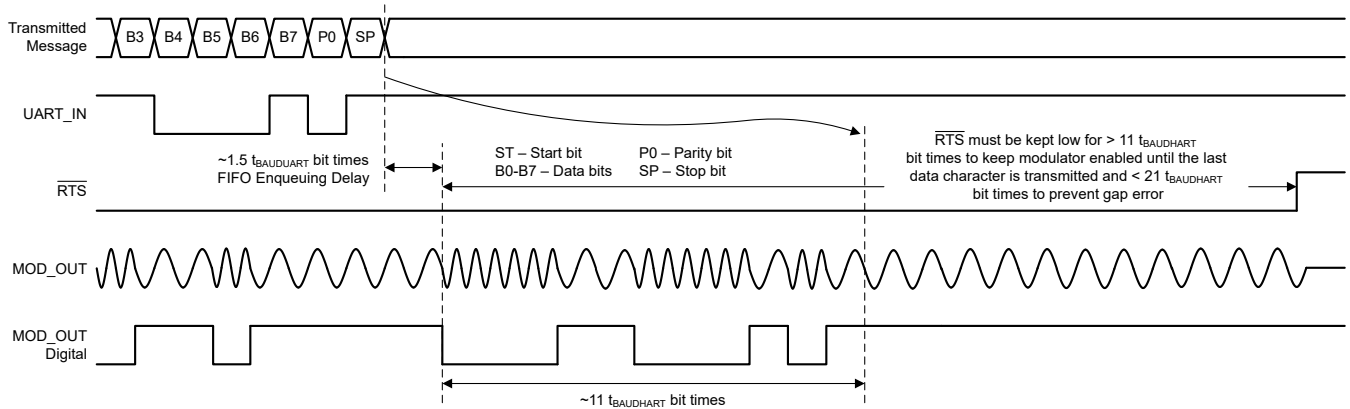 Transmitted
Message
B3 B4 B5 B6 B7 P0 SP
UART_IN
~1.5 tBAUDUART bit times
FIFO Enqueuing Delay
ST – Start bit P0 – Parity bit
B0-B7 – Data bits SP – Stop bit
RTS must be kept low for > 11 tBAUDHART
bit times to keep modulator enabled until the last
data character is transmitted and < 21 tBAUDHART
bit times to prevent gap error
RTS
MOD_OUT
MOD_OUT
Digital
~11 tBAUDHART bit times